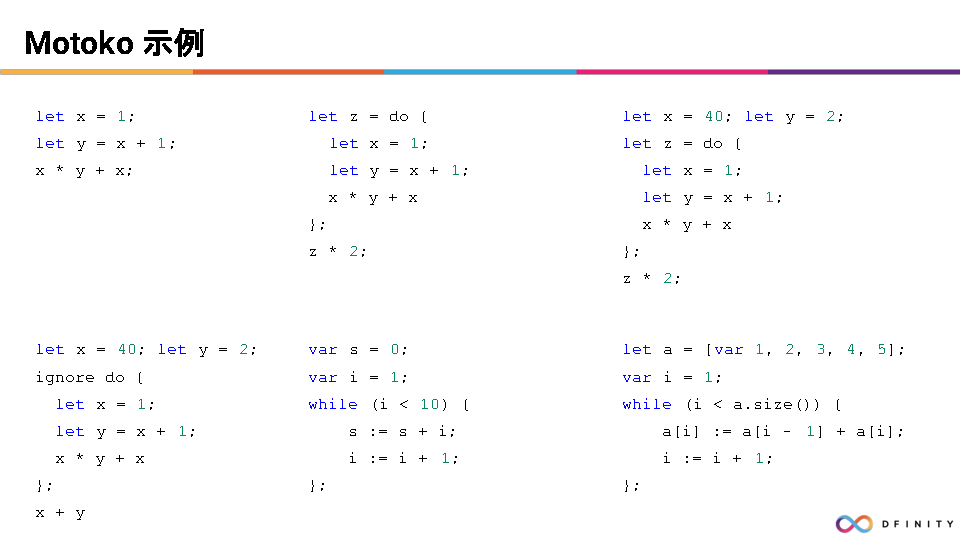 Motoko 示例
let x = 1;
let y = x + 1;
x * y + x;
let z = do {
let x = 1;
let y = x + 1;
x * y + x
};
z * 2;
let x = 40; let y = 2;
let z = do {
let x = 1;
let y = x + 1;
x * y + x
};
z * 2;
let x = 40; let y = 2;
ignore do {
let x = 1;
let y = x + 1;
x * y + x
};
x + y
var s = 0;
var i = 1;
while (i < 10) {
s := s + i;
i := i + 1;
};
let a = [var 1, 2, 3, 4, 5];
var i = 1;
while (i < a.size()) {
a[i] := a[i - 1] + a[i];
i := i + 1;
};
DFINITY